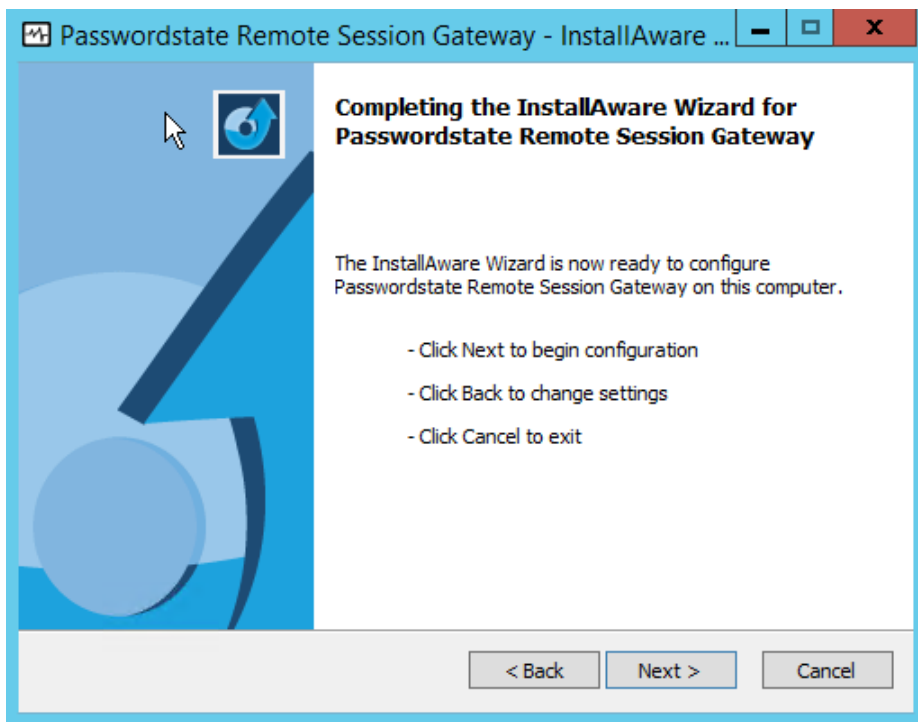 Passwordstate Remote Session Gateway - InstallAware ...
Completing the InstallAware Wizard for
Passwordstate Remote Session Gateway
The InstallAware Wizard is now ready to configure
Passwordstate Remote Session Gateway on this computer.
- Click Next to begin configuration
- Click Back to change settings
- Click Cancel to exit
< Back Next > Cancel